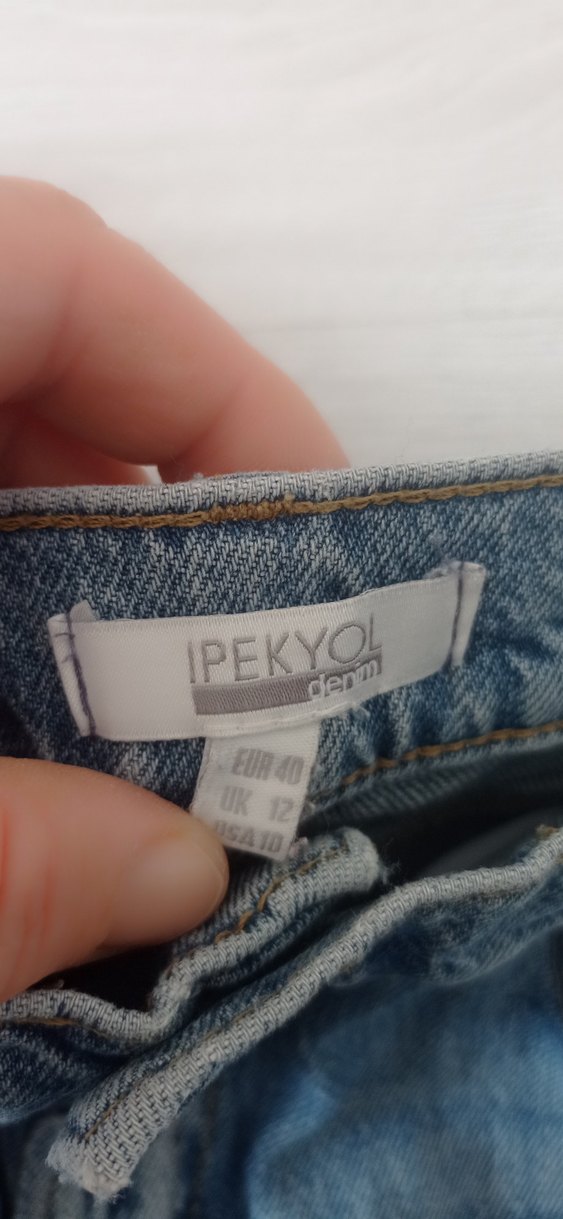 IPEKYOL
denim
EUR 40
UK 12
USA 10